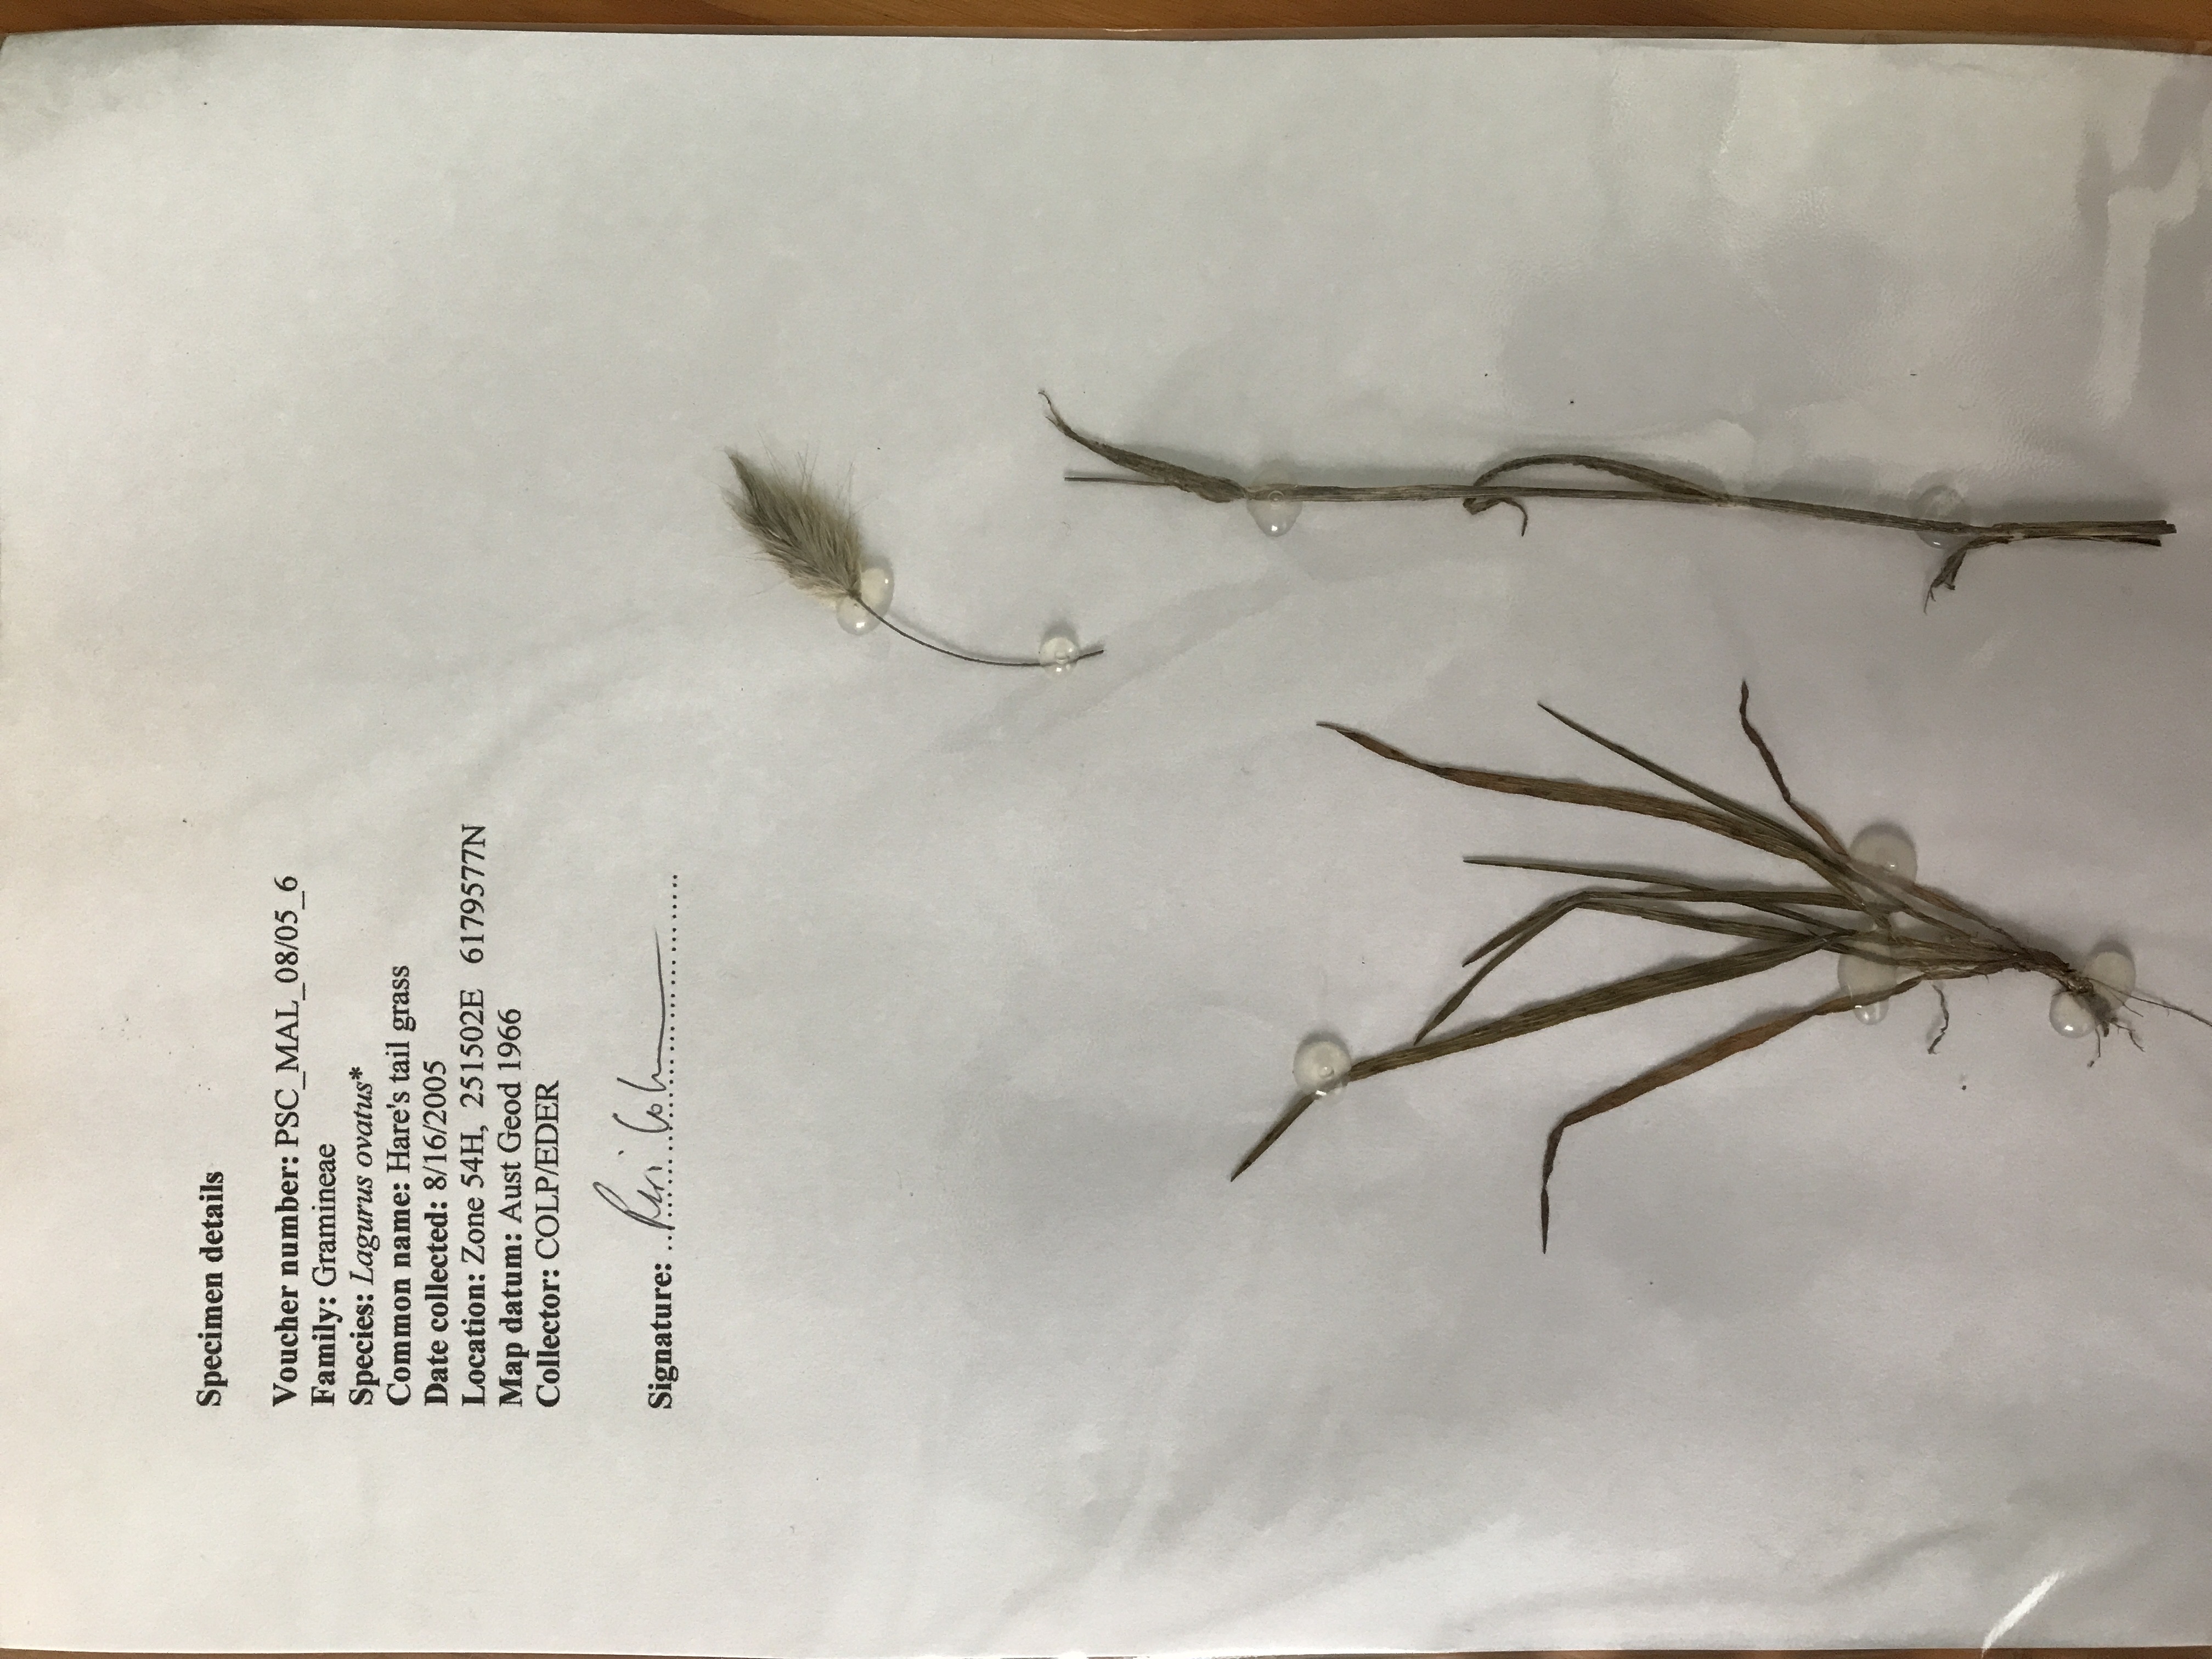 Specimen details
Voucher number: PSC_MAL_08/05_6
Family: Gramineae
Species: Lagurus ovatus*
Common name: Hare's tail grass
Date collected: 8/16/2005
Location: Zone 54H, 251502E 6179577N
Map datum: Aust Geod 1966
Collector: COLP/EDER
Signature: